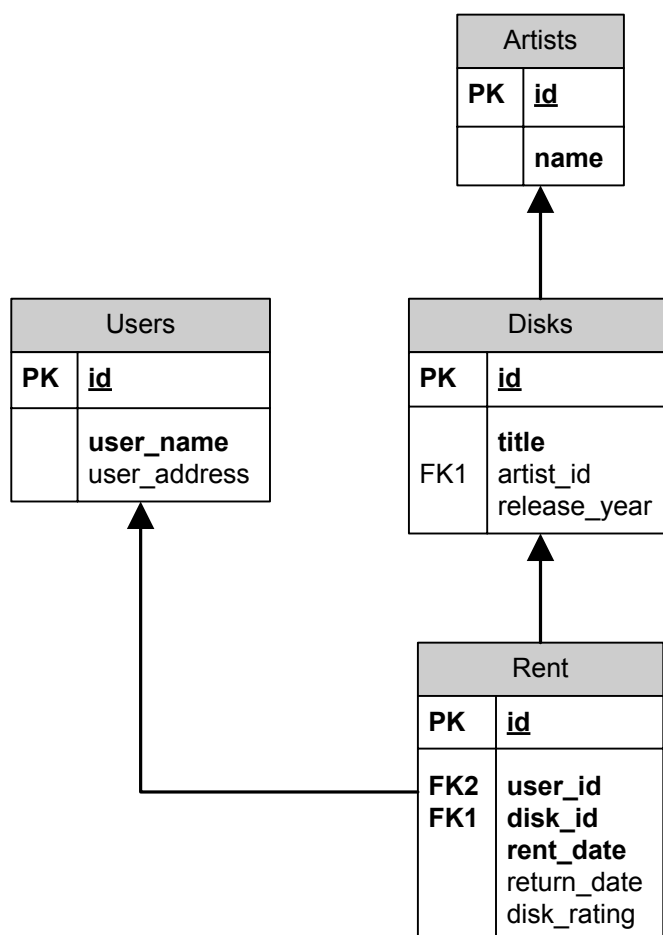 Artists
PK id
name
Users
PK id
user_name
user_address
Disks
PK id
title
FK1 artist_id
release_year
Rent
PK id
FK2 user_id
FK1 disk_id
rent_date
return_date
disk_rating